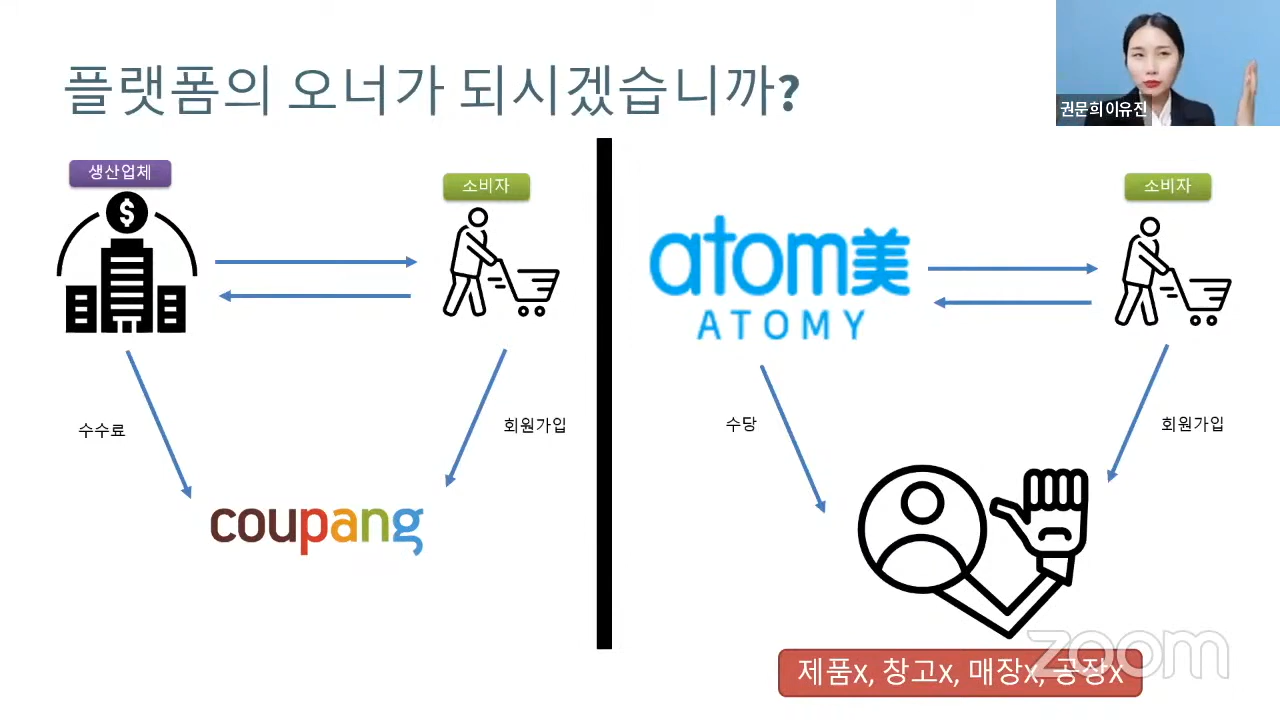 플랫폼의 오너가 되시겠습니까?
권문희이유진
생산업체
소비자
수수료
회원가입
coupang
atom美
ATOMY
소비자
수당
회원가입
제품x, 창고x, 매장x, 공장x
zoom